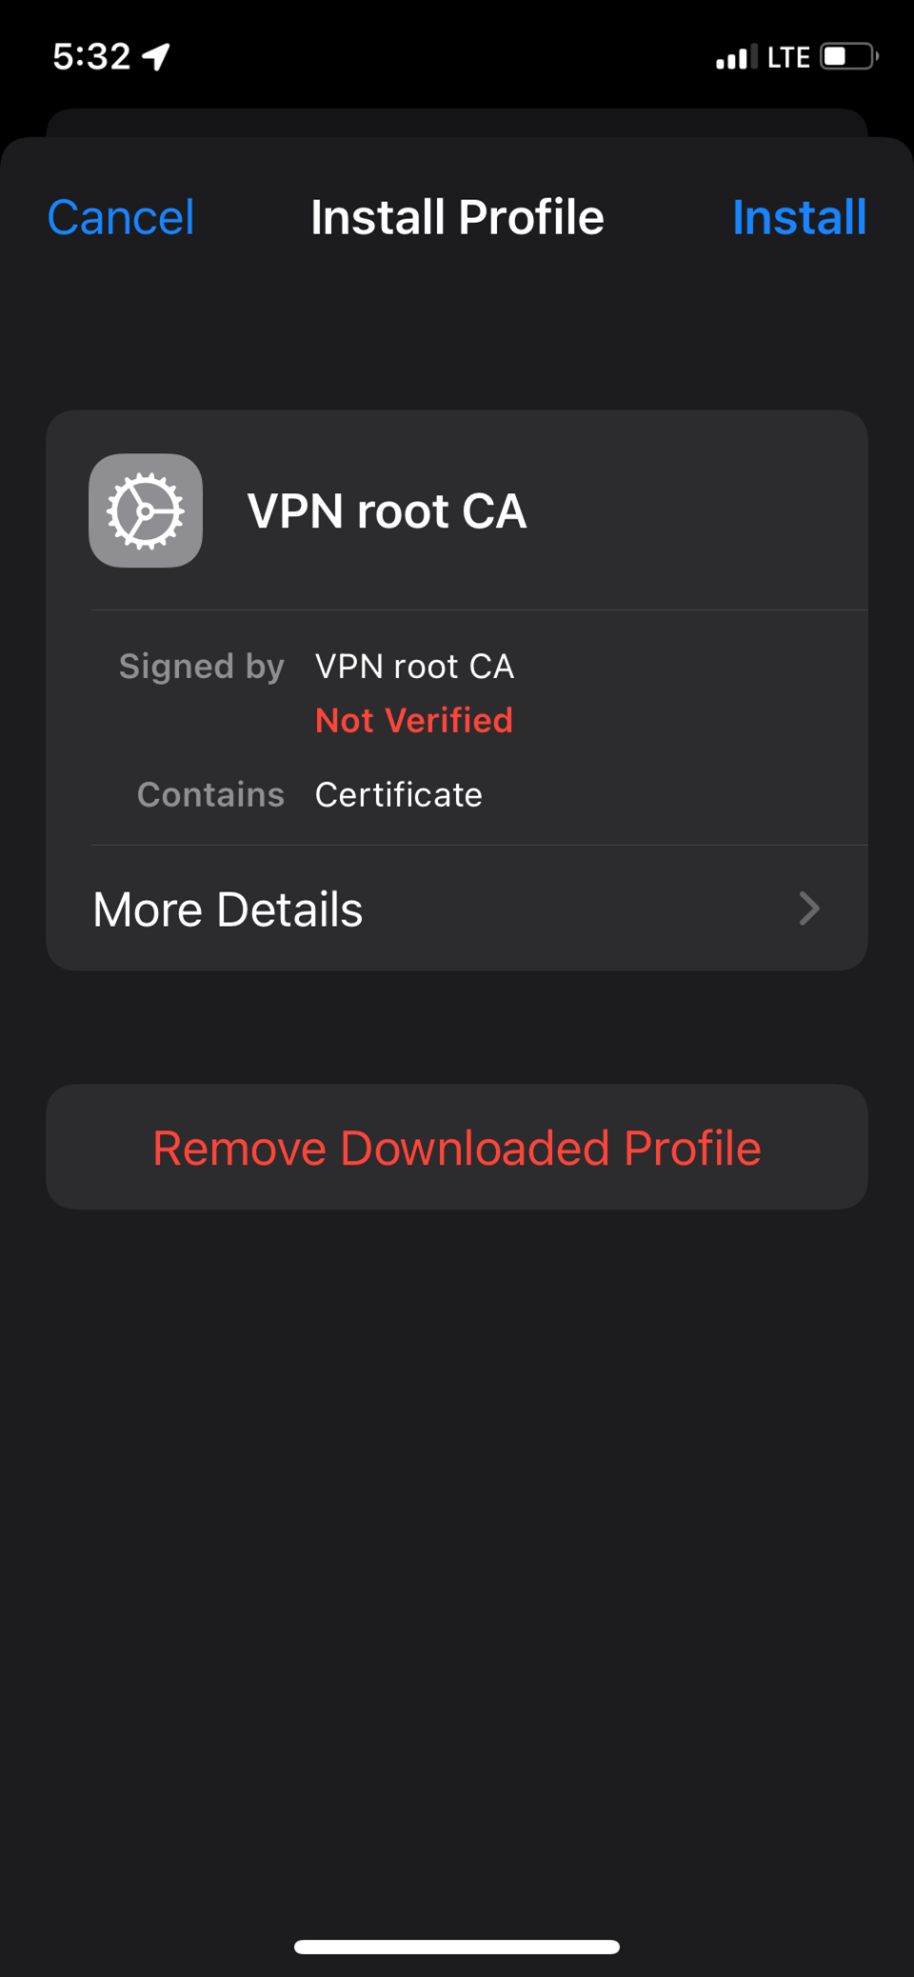 5:32 LTE
Cancel Install Profile Install
VPN root CA
Signed by VPN root CA
Not Verified
Contains Certificate
More Details
Remove Downloaded Profile